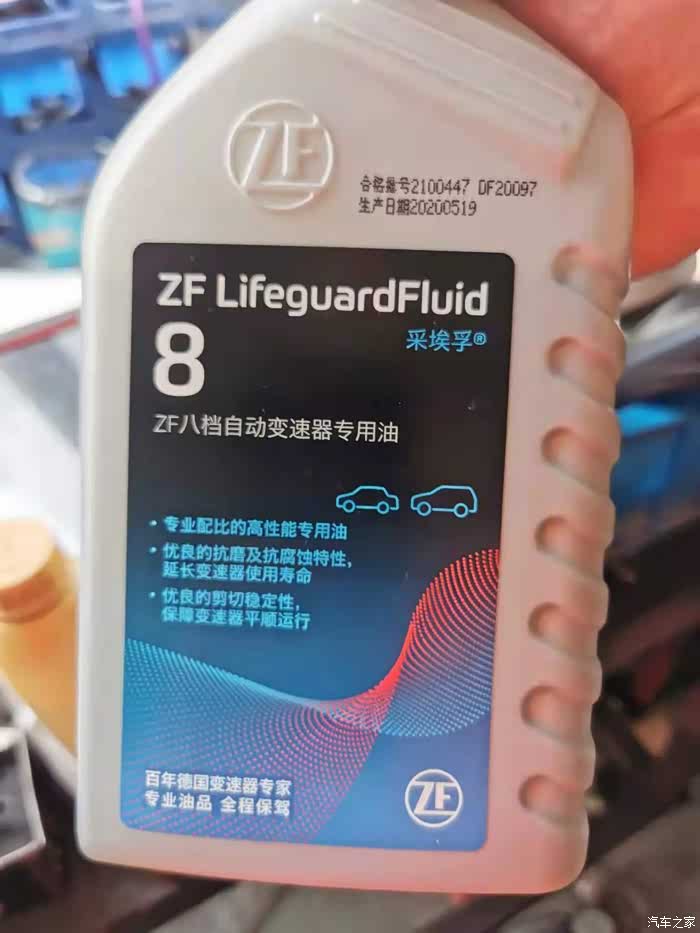 ZF
合格批号2100447 DF20097
生产日期20200519
ZF LifeguardFluid
8
采埃孚®
ZF八档自动变速器专用油
• 专业配比的高性能专用油
• 优良的抗磨及抗腐蚀特性，
延长变速器使用寿命
• 优良的剪切稳定性，
保障变速器平顺运行
百年德国变速器专家
专业油品 全程保驾
ZF
汽车之家